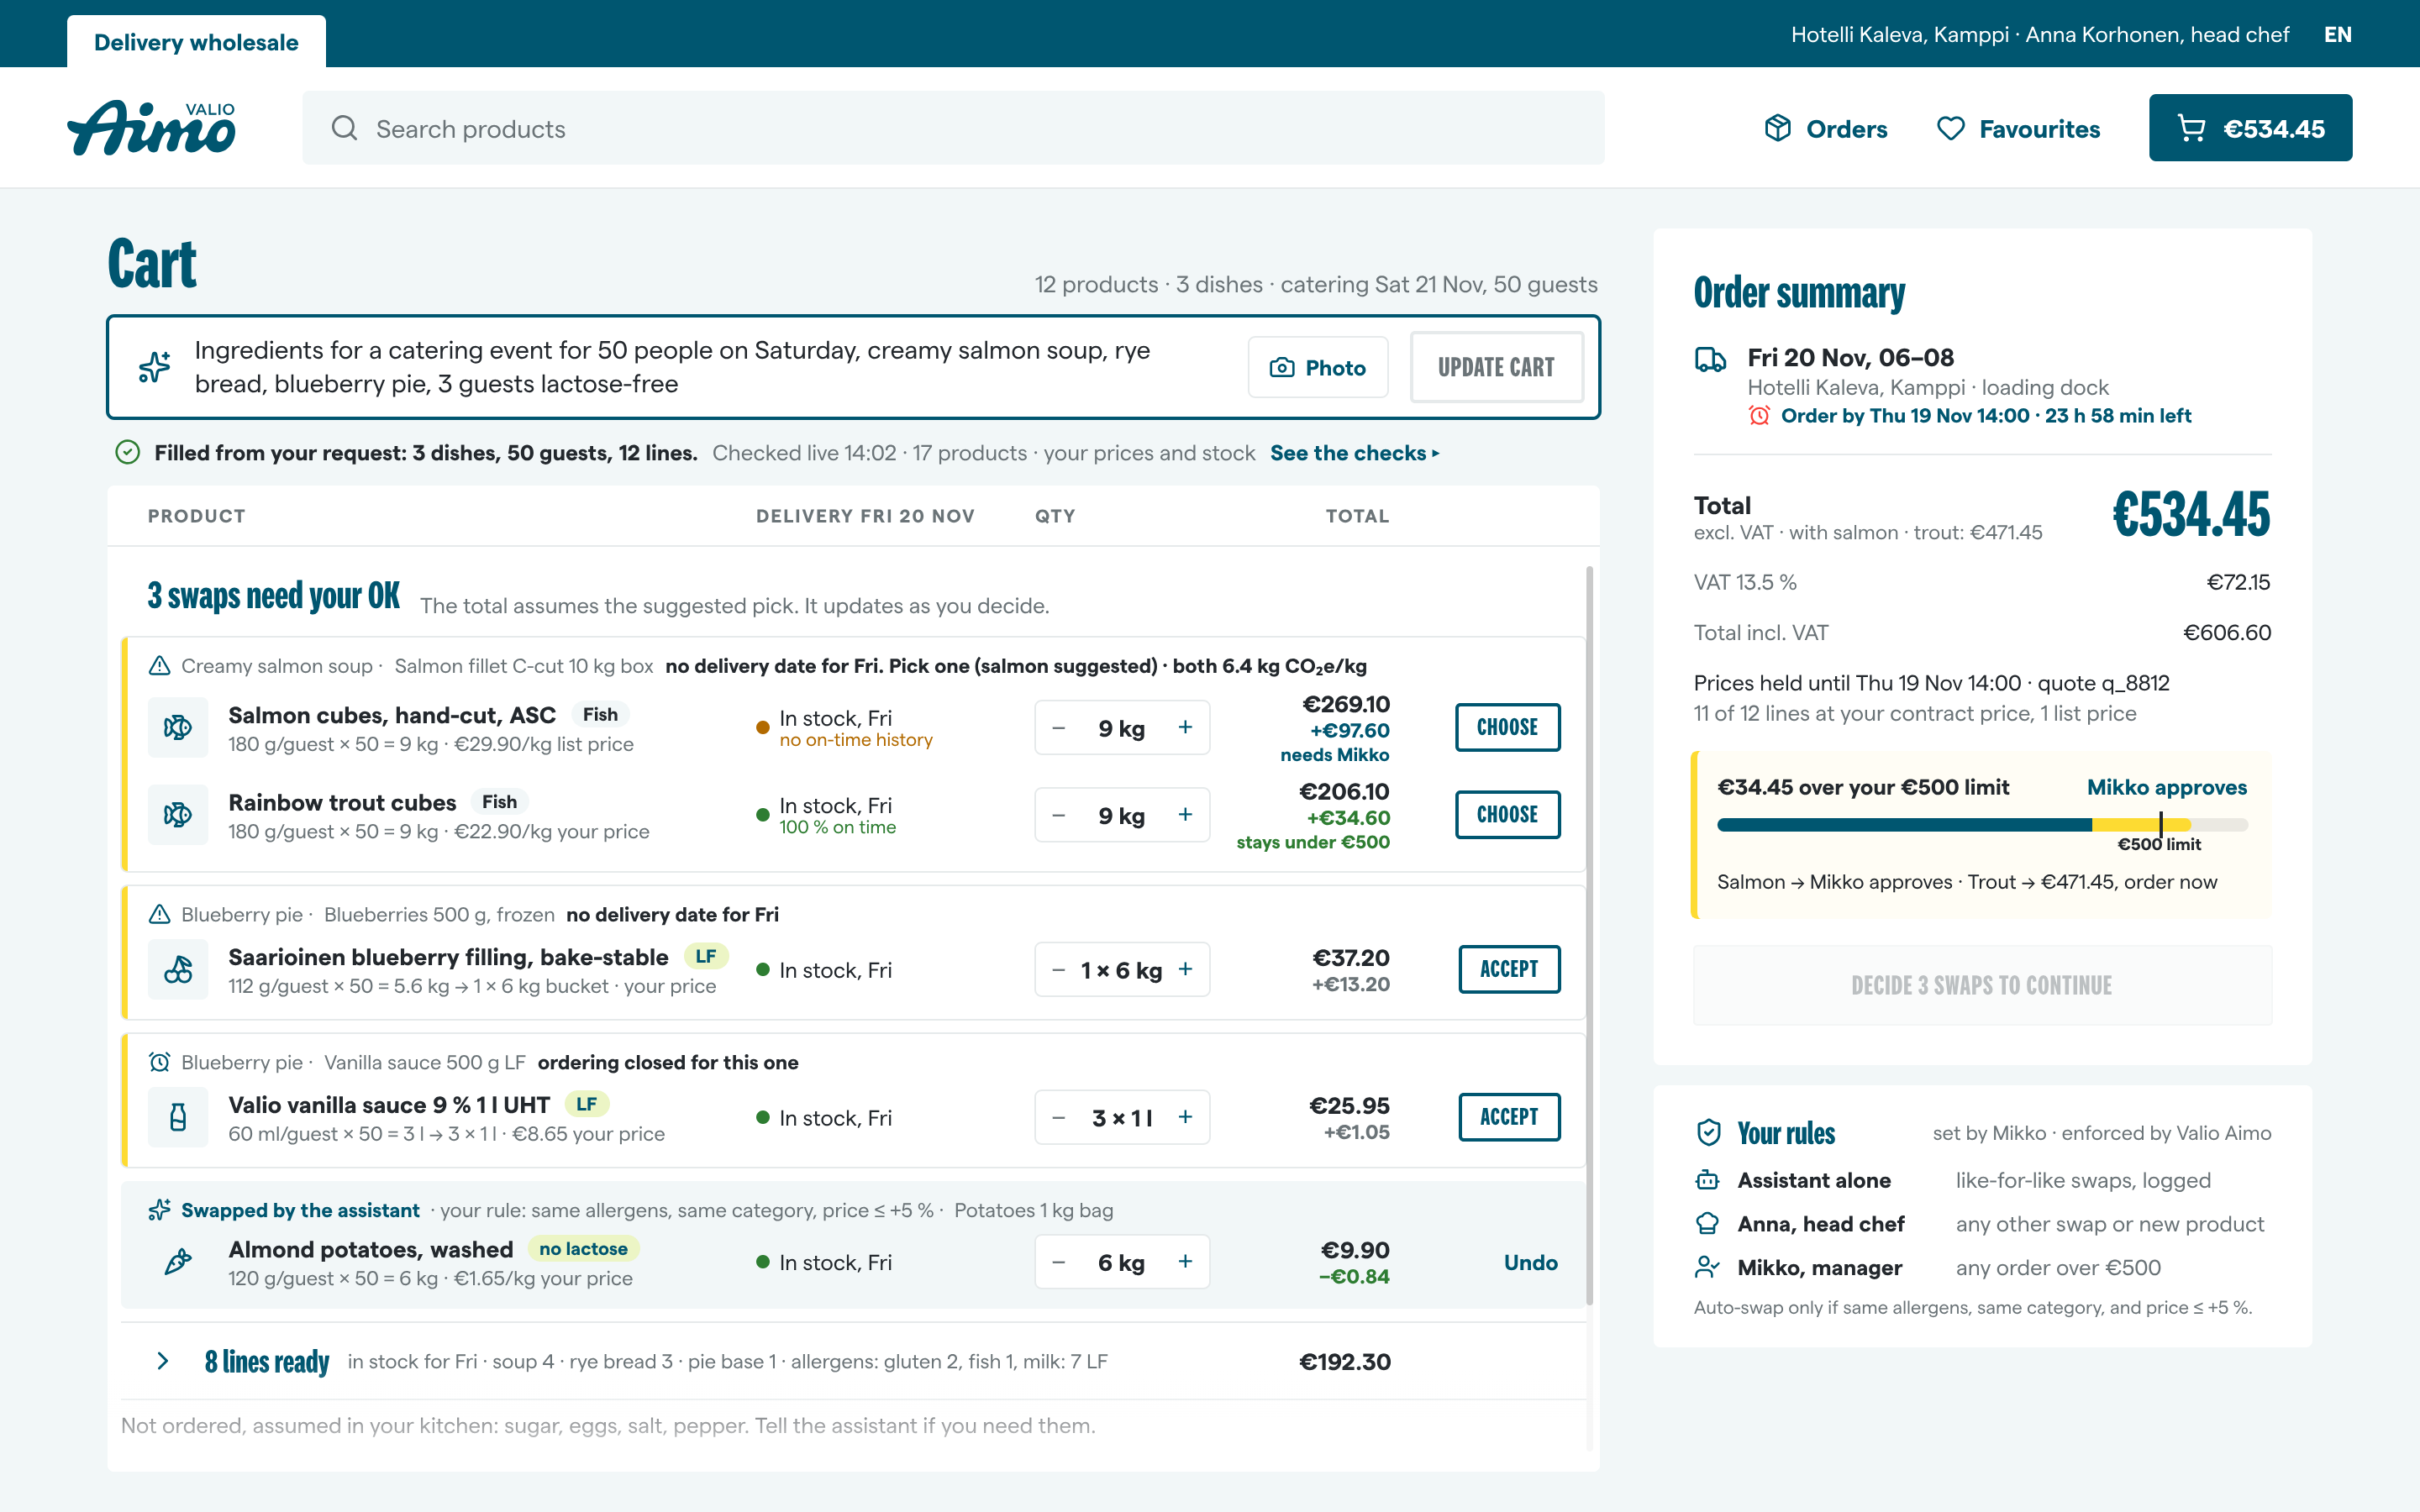 Delivery wholesale
Hotelli Kaleva, Kamppi · Anna Korhonen, head chef EN
VALIO
Aimo
Search products
Orders
Favourites
€534.45
Cart
12 products · 3 dishes · catering Sat 21 Nov, 50 guests
Ingredients for a catering event for 50 people on Saturday, creamy salmon soup, rye
bread, blueberry pie, 3 guests lactose-free
Photo
UPDATE CART
Filled from your request: 3 dishes, 50 guests, 12 lines. Checked live 14:02 · 17 products · your prices and stock See the checks ▸
PRODUCT DELIVERY FRI 20 NOV QTY TOTAL
3 swaps need your OK The total assumes the suggested pick. It updates as you decide.
Creamy salmon soup · Salmon fillet C-cut 10 kg box no delivery date for Fri. Pick one (salmon suggested) · both 6.4 kg CO₂e/kg
Salmon cubes, hand-cut, ASC Fish
180 g/guest × 50 = 9 kg · €29.90/kg list price
In stock, Fri
no on-time history
− 9 kg +
€269.10
+€97.60
needs Mikko
CHOOSE
Rainbow trout cubes Fish
180 g/guest × 50 = 9 kg · €22.90/kg your price
In stock, Fri
100 % on time
− 9 kg +
€206.10
+€34.60
stays under €500
CHOOSE
Blueberry pie · Blueberries 500 g, frozen no delivery date for Fri
Saarioinen blueberry filling, bake-stable LF
112 g/guest × 50 = 5.6 kg → 1 × 6 kg bucket · your price
In stock, Fri
− 1 × 6 kg +
€37.20
+€13.20
ACCEPT
Blueberry pie · Vanilla sauce 500 g LF ordering closed for this one
Valio vanilla sauce 9 % 1 l UHT LF
60 ml/guest × 50 = 3 l → 3 × 1 l · €8.65 your price
In stock, Fri
− 3 × 1 l +
€25.95
+€1.05
ACCEPT
Swapped by the assistant · your rule: same allergens, same category, price ≤ +5 % · Potatoes 1 kg bag
Almond potatoes, washed no lactose
120 g/guest × 50 = 6 kg · €1.65/kg your price
In stock, Fri
− 6 kg +
€9.90
−€0.84
Undo
8 lines ready in stock for Fri · soup 4 · rye bread 3 · pie base 1 · allergens: gluten 2, fish 1, milk: 7 LF €192.30
Not ordered, assumed in your kitchen: sugar, eggs, salt, pepper. Tell the assistant if you need them.
Order summary
Fri 20 Nov, 06–08
Hotelli Kaleva, Kamppi · loading dock
Order by Thu 19 Nov 14:00 · 23 h 58 min left
Total €534.45
excl. VAT · with salmon · trout: €471.45
VAT 13.5 % €72.15
Total incl. VAT €606.60
Prices held until Thu 19 Nov 14:00 · quote q_8812
11 of 12 lines at your contract price, 1 list price
€34.45 over your €500 limit Mikko approves
€500 limit
Salmon → Mikko approves · Trout → €471.45, order now
DECIDE 3 SWAPS TO CONTINUE
Your rules set by Mikko · enforced by Valio Aimo
Assistant alone like-for-like swaps, logged
Anna, head chef any other swap or new product
Mikko, manager any order over €500
Auto-swap only if same allergens, same category, and price ≤ +5 %.